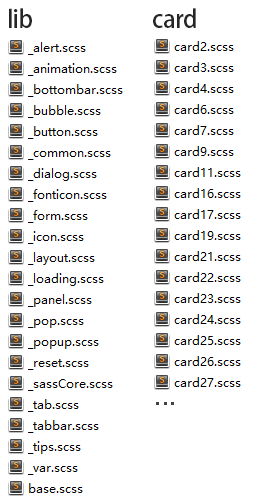 lib
_alert.scss
_animation.scss
_bottombar.scss
_bubble.scss
_button.scss
_common.scss
_dialog.scss
_fonticon.scss
_form.scss
_icon.scss
_layout.scss
_loading.scss
_panel.scss
_pop.scss
_popup.scss
_reset.scss
_sassCore.scss
_tab.scss
_tabbar.scss
_tips.scss
_var.scss
base.scss
card
card2.scss
card3.scss
card4.scss
card6.scss
card7.scss
card9.scss
card11.scss
card16.scss
card17.scss
card19.scss
card21.scss
card22.scss
card23.scss
card24.scss
card25.scss
card26.scss
card27.scss
...